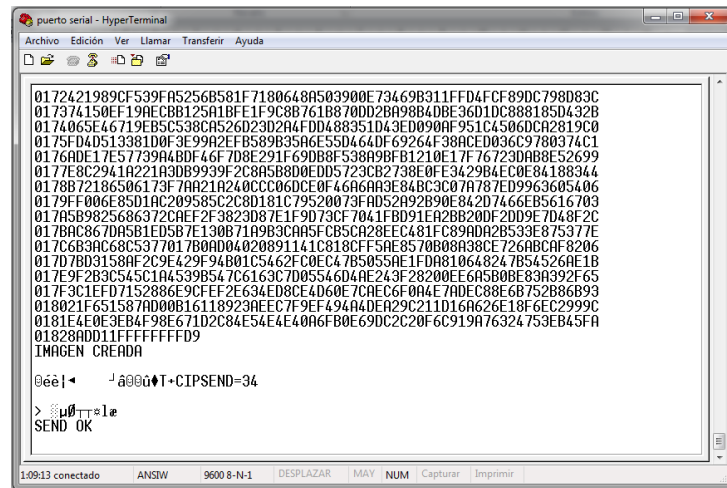 puerto serial - HyperTerminal
Archivo Edición Ver Llamar Transferir Ayuda
0172421989CF539FA5256B581F7180648A503900E73469B311FFD4FCF89DC798D83C
017374150EF19AECBB125A1BFE1F9C8B761B870DD2BA98B4DBE36D1DC888185D432B
0174065E46719EB5C538CA526D23D2A4FDD488351D43ED090AF951C4506DCA2819C0
0175FD4D513381D0F3E99A2EFB589B35A6E55D464DF69264F38ACED036C9780374C1
0176ADE17E57739A4BDF46F7D8E291F69DB8F538A9BFB1210E17F76723DAB8E52699
0177E8C2941A221A3DB9939F2C8A5B8D0EDD5723CB2738E0FE3429B4EC0E84188344
0178B72186506173F7AA21A240CCC06DCE0F46A6AA3E84BC3C07A787ED9963605406
0179FF006E85D1AC209585C2C8D181C79520073FAD52A92B90E842D7466EB5616703
017A5B9825686372CAEF2F3823D87E1F9D73CF7041FBD91EA2BB20DF2DD9E7D48F2C
017BAC867DA5B1ED5B7E130B71A9B3CAA5FCB5CA28EEC481FC89ADA2B533E875377E
017C6B3AC68C5377017B0AD04020891141C818CFF5AE8570B08A38CE726ABCAF8206
017D7BD3158AF2C9E429F94B01C5462FC0EC47B5055AE1FDA810648247B54526AE1B
017E9F2B3C545C1A4539B547C6163C7D05546D4AE243F28200EE6A5B0BE83A392F65
017F3C1EFD7152886E9CFEF2E634ED8CE4D60E7CAEC6F0A4E7ADEC88E6B752B86B93
018021F651587AD00B16118923AEEC7F9EF494A4DEA29C211D16A626E18F6EC2999C
0181E4E0E3EB4F98E671D2C84E54E4E40A6FB0E69DC2C20F6C919A76324753EB45FA
01828ADD11FFFFFFFFD9
IMAGEN CREADA
T+CIPSEND=34
>
SEND OK
1:09:13 conectado ANSIW 9600 8-N-1 DESPLAZAR MAY NUM Capturar Imprimir